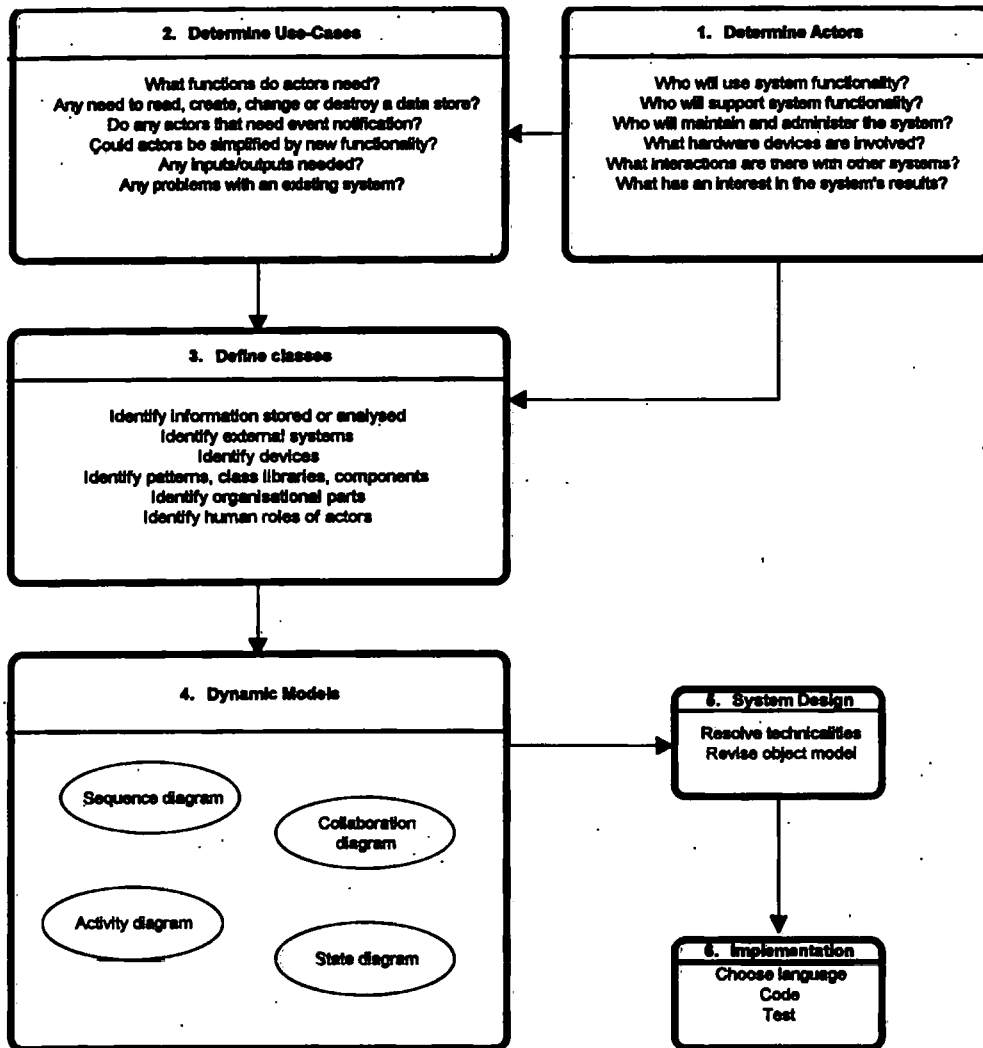 2. Determine Use-Cases
What functions do actors need?
Any need to read, create, change or destroy a data store?
Do any actors that need event notification?
Could actors be simplified by new functionality?
Any inputs/outputs needed?
Any problems with an existing system?
1. Determine Actors
Who will use system functionality?
Who will support system functionality?
Who will maintain and administer the system?
What hardware devices are involved?
What interactions are there with other systems?
What has an interest in the system's results?
3. Define classes
Identify information stored or analysed
Identify external systems
Identify devices
Identify patterns, class libraries, components
Identify organisational parts
Identify human roles of actors
4. Dynamic Models
Sequence diagram
Collaboration
diagram
Activity diagram
State diagram
5. System Design
Resolve technicalities
Revise object model
6. Implementation
Choose language
Code
Test